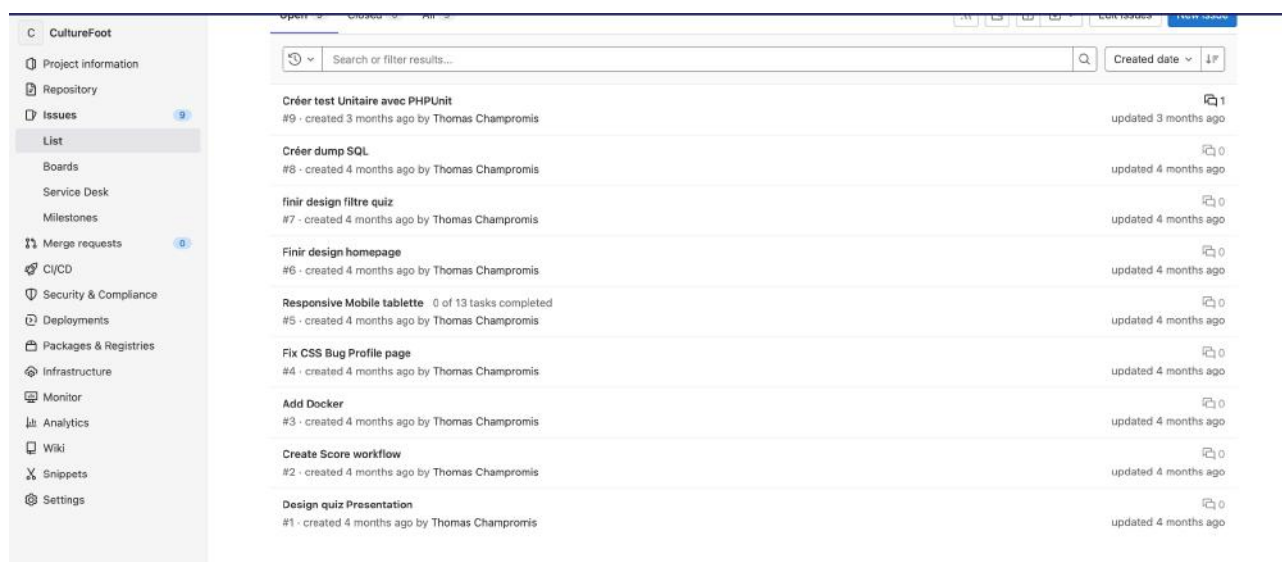 Open 9 Closed 0 All 9
Edit issues New issue
C CultureFoot
Project information
Repository
Issues 9
List
Boards
Service Desk
Milestones
Merge requests 0
CI/CD
Security & Compliance
Deployments
Packages & Registries
Infrastructure
Monitor
Analytics
Wiki
Snippets
Settings
Search or filter results...
Created date
Créer test Unitaire avec PHPUnit
1
#9 · created 3 months ago by Thomas Champromis
updated 3 months ago
Créer dump SQL
0
#8 · created 4 months ago by Thomas Champromis
updated 4 months ago
finir design filtre quiz
0
#7 · created 4 months ago by Thomas Champromis
updated 4 months ago
Finir design homepage
0
#6 · created 4 months ago by Thomas Champromis
updated 4 months ago
Responsive Mobile tablette 0 of 13 tasks completed
0
#5 · created 4 months ago by Thomas Champromis
updated 4 months ago
Fix CSS Bug Profile page
0
#4 · created 4 months ago by Thomas Champromis
updated 4 months ago
Add Docker
0
#3 · created 4 months ago by Thomas Champromis
updated 4 months ago
Create Score workflow
0
#2 · created 4 months ago by Thomas Champromis
updated 4 months ago
Design quiz Presentation
0
#1 · created 4 months ago by Thomas Champromis
updated 4 months ago